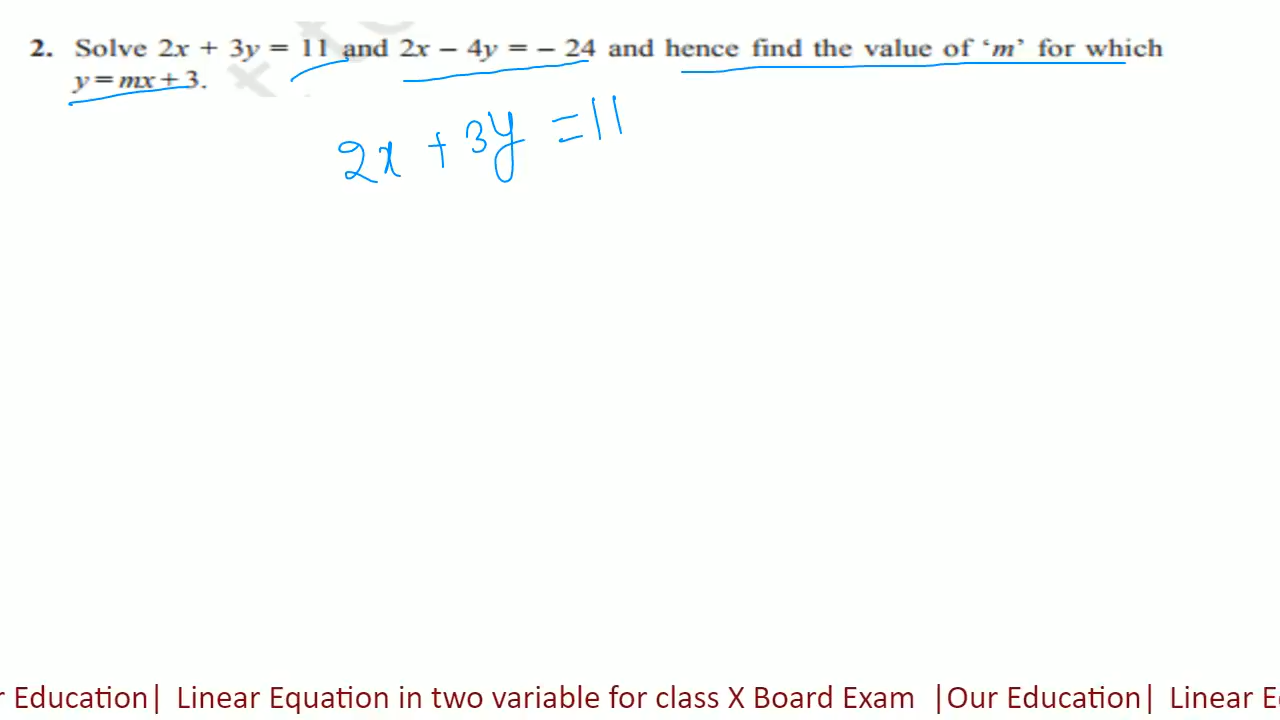 2. Solve 2x + 3y = 11 and 2x − 4y = − 24 and hence find the value of ‘m’ for which
y = mx + 3.
2x + 3y = 11
r Education| Linear Equation in two variable for class X Board Exam |Our Education| Linear E